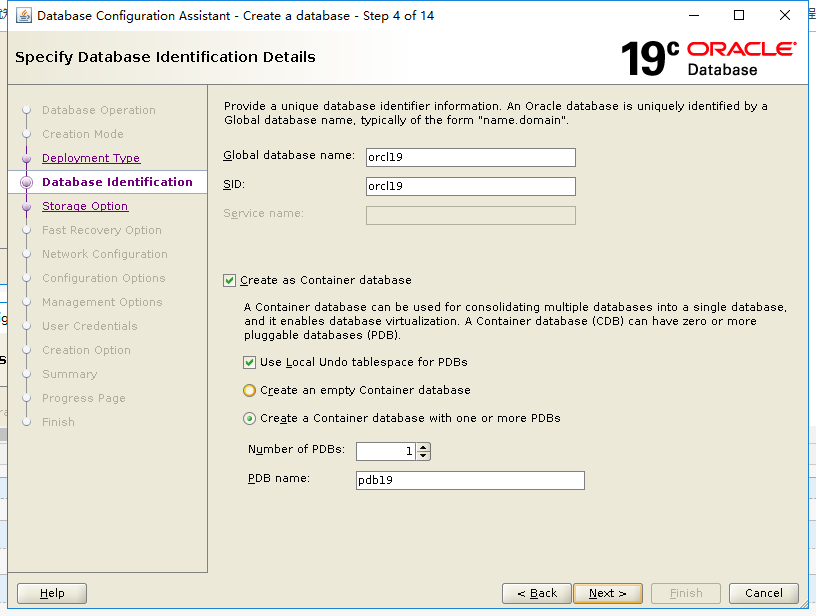 Database Configuration Assistant - Create a database - Step 4 of 14
Specify Database Identification Details
19c ORACLE
Database
Database Operation
Creation Mode
Deployment Type
Database Identification
Storage Option
Fast Recovery Option
Network Configuration
Configuration Options
Management Options
User Credentials
Creation Option
Summary
Progress Page
Finish
Provide a unique database identifier information. An Oracle database is uniquely identified by a
Global database name, typically of the form "name.domain".
Global database name: orcl19
SID: orcl19
Service name:
Create as Container database
A Container database can be used for consolidating multiple databases into a single database,
and it enables database virtualization. A Container database (CDB) can have zero or more
pluggable databases (PDB).
Use Local Undo tablespace for PDBs
Create an empty Container database
Create a Container database with one or more PDBs
Number of PDBs: 1
PDB name: pdb19
Help
< Back
Next >
Finish
Cancel